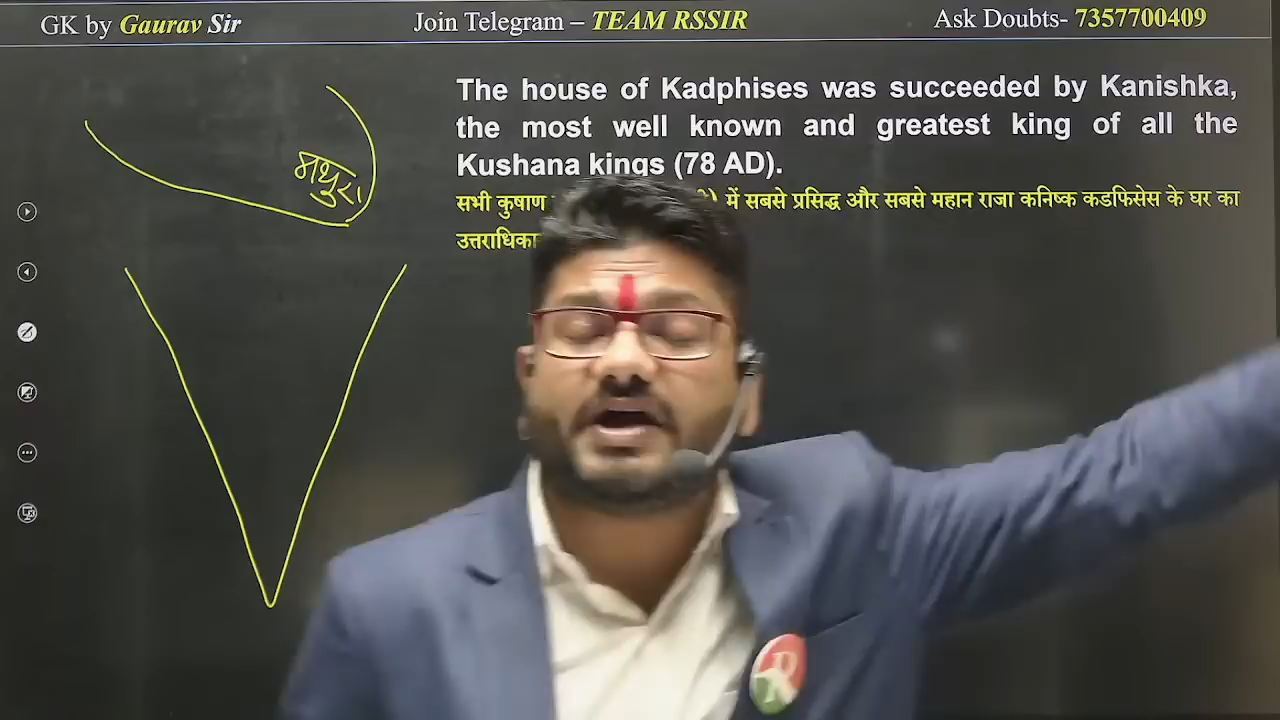 GK by Gaurav Sir
Join Telegram – TEAM RSSIR
Ask Doubts- 7357700409
The house of Kadphises was succeeded by Kanishka,
the most well known and greatest king of all the
Kushana kings (78 AD).
सभी कुषाण में सबसे प्रसिद्ध और सबसे महान राजा कनिष्क कडफिसेस के घर का
मथुरा